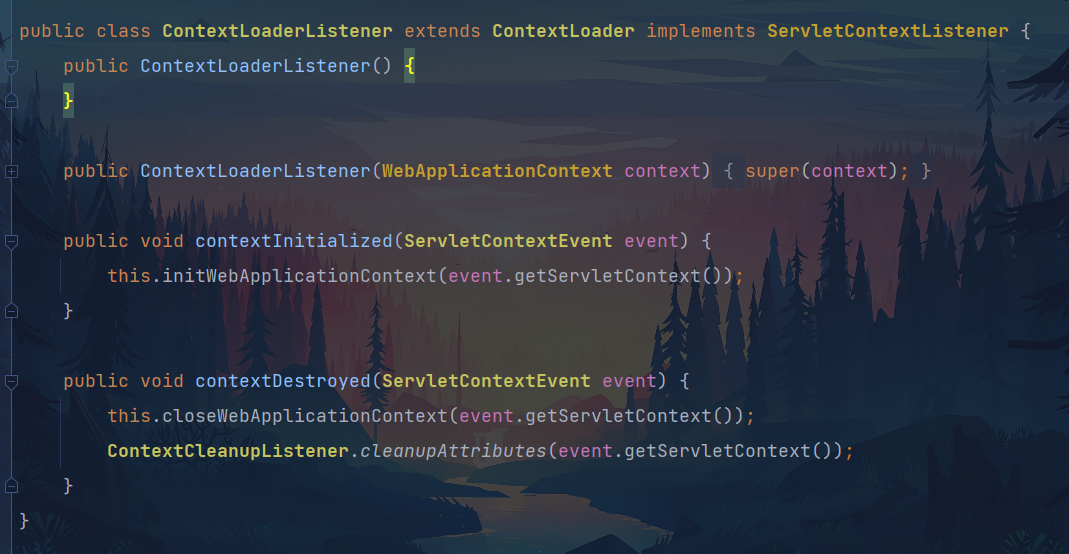 public class ContextLoaderListener extends ContextLoader implements ServletContextListener {
public ContextLoaderListener() {
}
public ContextLoaderListener(WebApplicationContext context) { super(context); }
public void contextInitialized(ServletContextEvent event) {
this.initWebApplicationContext(event.getServletContext());
}
public void contextDestroyed(ServletContextEvent event) {
this.closeWebApplicationContext(event.getServletContext());
ContextCleanupListener.cleanupAttributes(event.getServletContext());
}
}